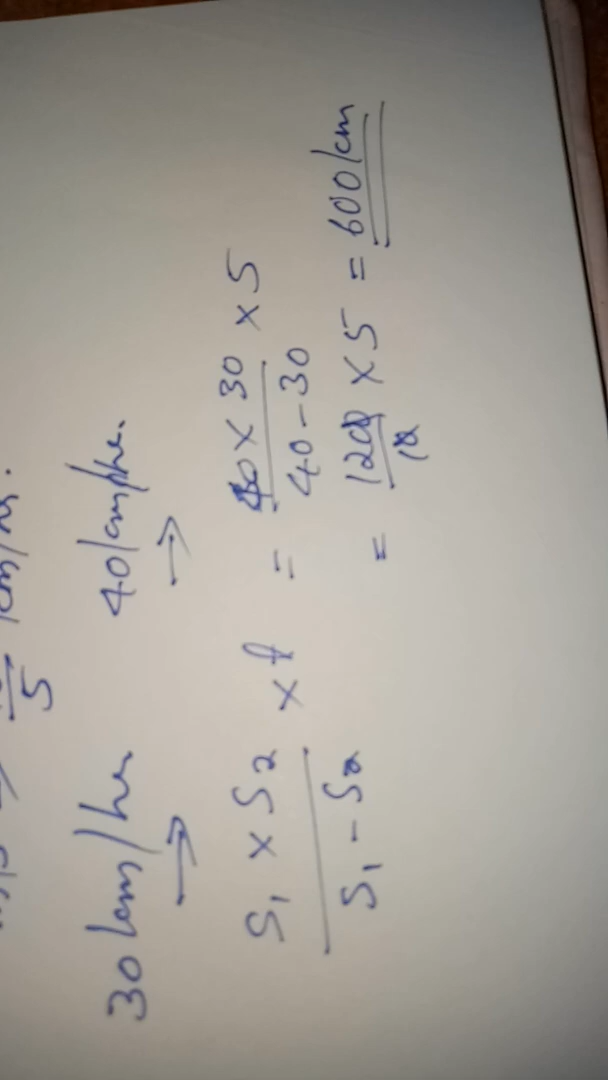 5
30 km/hr 40 km/hr.
→ →
S₁ × S₂ / S₁ - S₂ × t = 40 × 30 / 40 - 30 × 5
= 1200 / 10 × 5 = 600 km